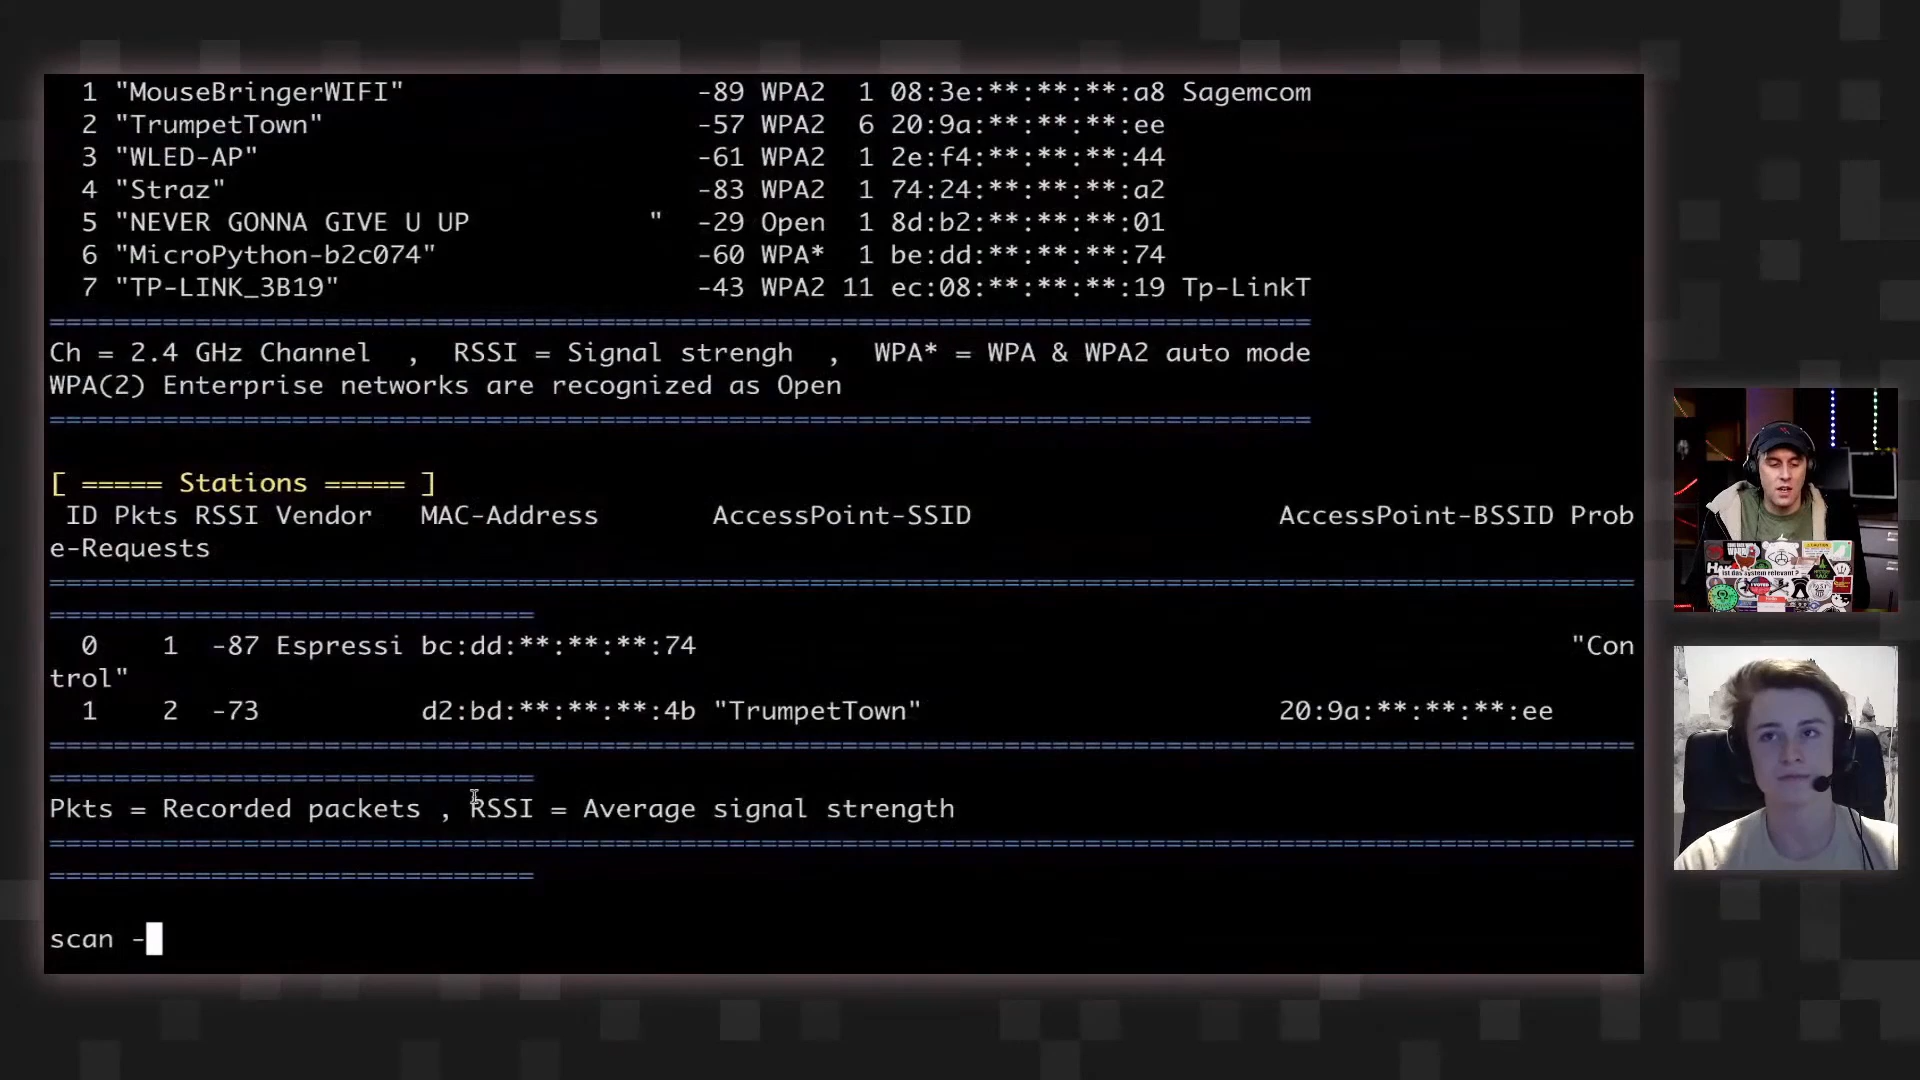 1 "MouseBringerWIFI" -89 WPA2 1 08:3e:**:**:**:a8 Sagemcom
2 "TrumpetTown" -57 WPA2 6 20:9a:**:**:**:ee
3 "WLED-AP" -61 WPA2 1 2e:f4:**:**:**:44
4 "Straz" -83 WPA2 1 74:24:**:**:**:a2
5 "NEVER GONNA GIVE U UP            " -29 Open 1 8d:b2:**:**:**:01
6 "MicroPython-b2c074" -60 WPA* 1 be:dd:**:**:**:74
7 "TP-LINK_3B19" -43 WPA2 11 ec:08:**:**:**:19 Tp-LinkT
==============================================================================
Ch = 2.4 GHz Channel  ,  RSSI = Signal strengh  ,  WPA* = WPA & WPA2 auto mode
WPA(2) Enterprise networks are recognized as Open
==============================================================================
[ ===== Stations ===== ]
ID Pkts RSSI Vendor   MAC-Address       AccessPoint-SSID                   AccessPoint-BSSID Prob
e-Requests
==================================================================================================
==============================
0    1  -87 Espressi bc:dd:**:**:**:74                                                      "Con
trol"
1    2  -73          d2:bd:**:**:**:4b "TrumpetTown"                      20:9a:**:**:**:ee
==================================================================================================
==============================
Pkts = Recorded packets , RSSI = Average signal strength
==================================================================================================
==============================
scan -